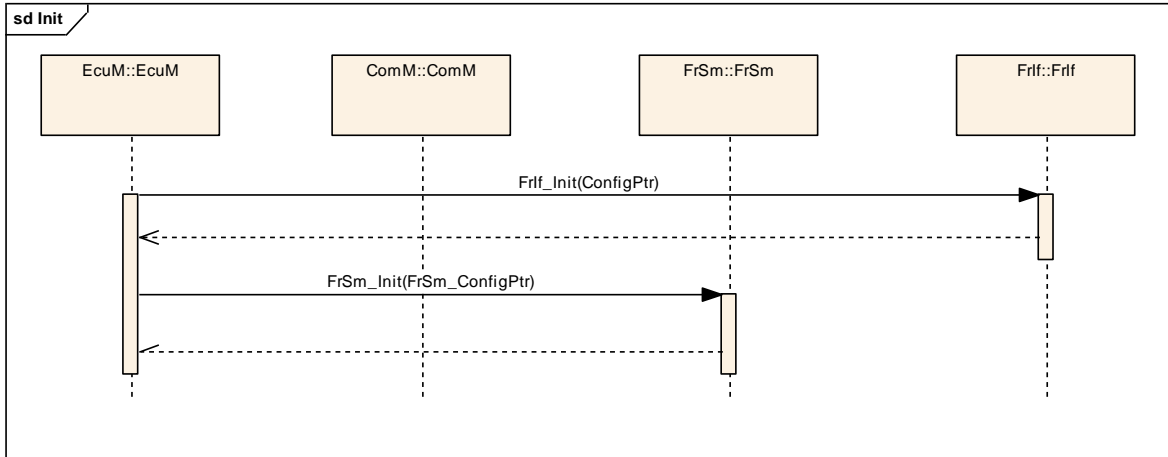 sd Init
EcuM::EcuM
ComM::ComM
FrSm::FrSm
FrIf::FrIf
FrIf_Init(ConfigPtr)
FrSm_Init(FrSm_ConfigPtr)